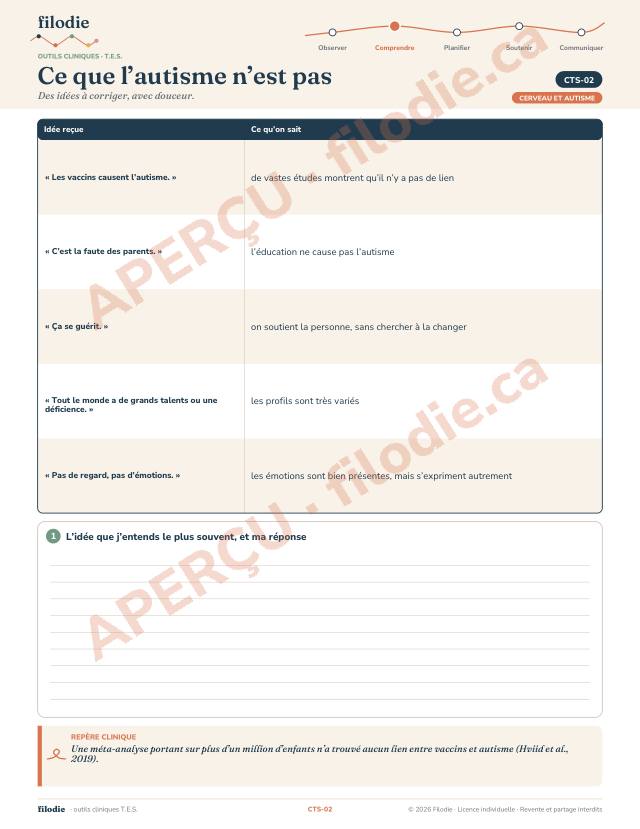 filodie
OUTILS CLINIQUES · T.E.S.
Observer
Comprendre
Planifier
Soutenir
Communiquer
Ce que l'autisme n'est pas
Des idées à corriger, avec douceur.
CTS-02
CERVEAU ET AUTISME
Idée reçue
Ce qu'on sait
« Les vaccins causent l'autisme. »
de vastes études montrent qu'il n'y a pas de lien
« C'est la faute des parents. »
l'éducation ne cause pas l'autisme
« Ça se guérit. »
on soutient la personne, sans chercher à la changer
« Tout le monde a de grands talents ou une
déficience. »
les profils sont très variés
« Pas de regard, pas d'émotions. »
les émotions sont bien présentes, mais s'expriment autrement
APERÇU · filodie.ca
APERÇU · filodie.ca
1 L'idée que j'entends le plus souvent, et ma réponse
REPÈRE CLINIQUE
Une méta-analyse portant sur plus d'un million d'enfants n'a trouvé aucun lien entre vaccins et autisme (Hviid et al.,
2019).
filodie · outils cliniques T.E.S.
CTS-02
© 2026 Filodie · Licence individuelle · Revente et partage interdits